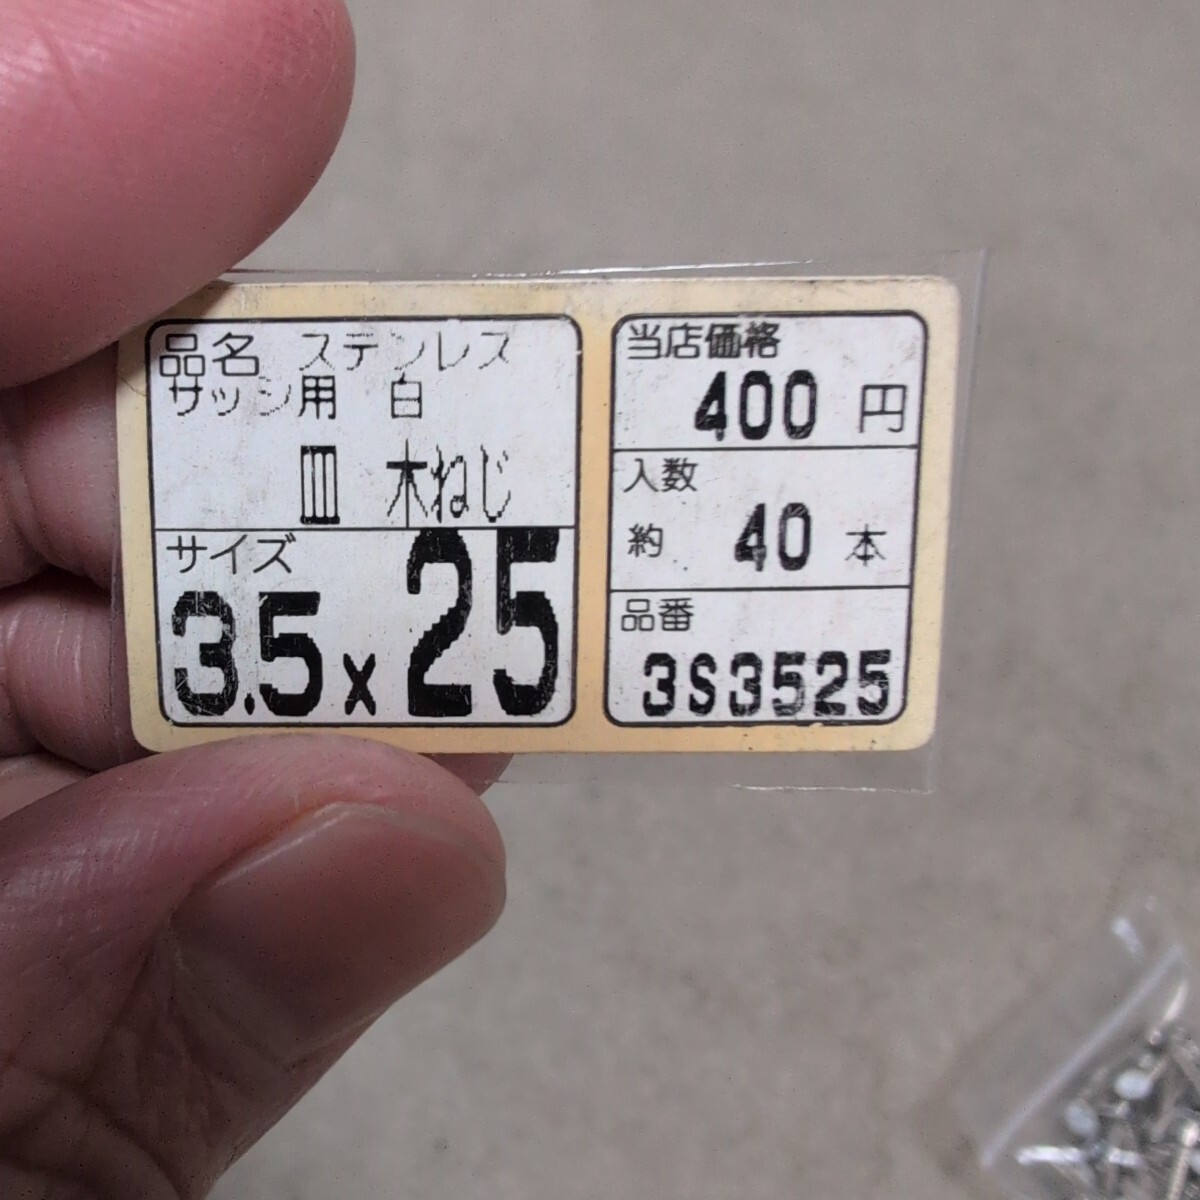 品名 ステンレス
サッシ用 白
皿 木ねじ
サイズ
3.5x25
当店価格
400 円
入数
約 40 本
品番
3S3525